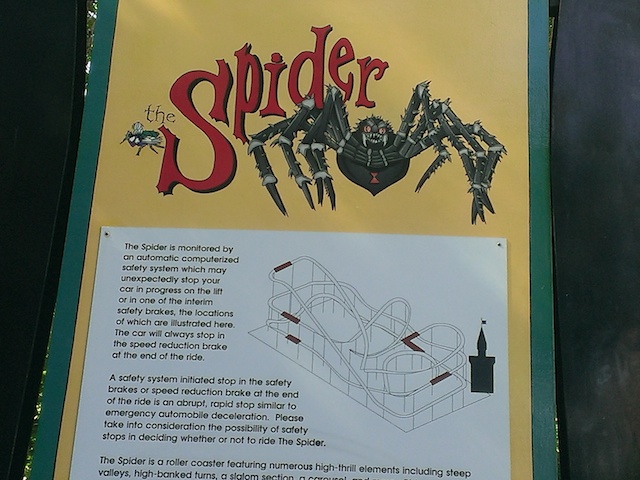 the Spider
The Spider is monitored by
an automatic computerized
safety system which may
unexpectedly stop your
car in progress on the lift
or in one of the interim
safety brakes, the locations
of which are illustrated here.
The car will always stop in
the speed reduction brake
at the end of the ride.
A safety system initiated stop in the safety
brakes or speed reduction brake at the end
of the ride is an abrupt, rapid stop similar to
emergency automobile deceleration. Please
take into consideration the possibility of safety
stops in deciding whether or not to ride The Spider.
The Spider is a roller coaster featuring numerous high-thrill elements including steep
valleys, high-banked turns, a slalom section, a carousel, and